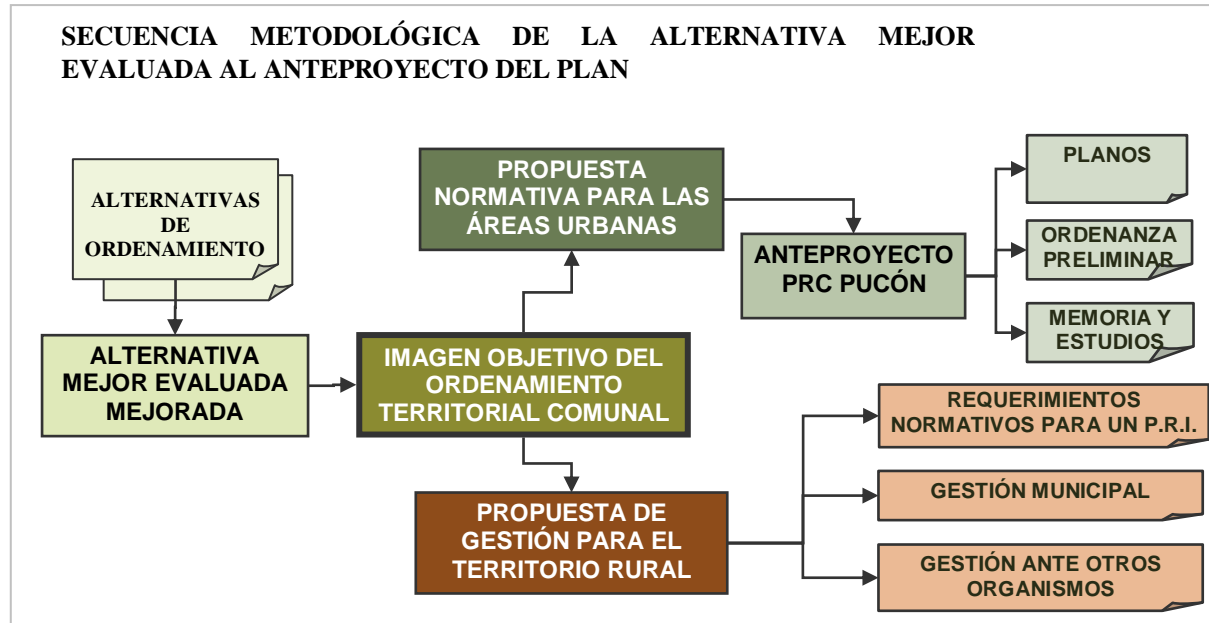 SECUENCIA METODOLÓGICA DE LA ALTERNATIVA MEJOR
EVALUADA AL ANTEPROYECTO DEL PLAN
ALTERNATIVAS
DE
ORDENAMIENTO
ALTERNATIVA
MEJOR EVALUADA
MEJORADA
IMAGEN OBJETIVO DEL
ORDENAMIENTO
TERRITORIAL COMUNAL
PROPUESTA
NORMATIVA PARA LAS
ÁREAS URBANAS
ANTEPROYECTO
PRC PUCÓN
PLANOS
ORDENANZA
PRELIMINAR
MEMORIA Y
ESTUDIOS
PROPUESTA DE
GESTIÓN PARA EL
TERRITORIO RURAL
REQUERIMIENTOS
NORMATIVOS PARA UN P.R.I.
GESTIÓN MUNICIPAL
GESTIÓN ANTE OTROS
ORGANISMOS